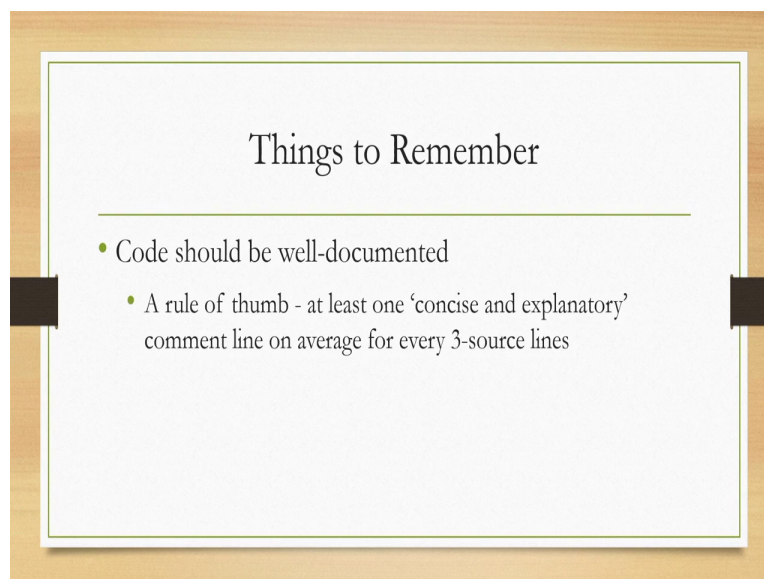 Things to Remember
• Code should be well-documented
• A rule of thumb - at least one ‘concise and explanatory’
comment line on average for every 3-source lines